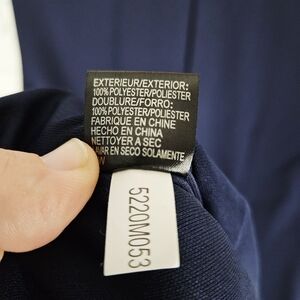 EXTERIEUR/EXTERIOR:
100% POLYESTER/POLIESTER
DOUBLURE/FORRO:
100% POLYESTER/POLIESTER
FABRIQUE EN CHINE
HECHO EN CHINA
NETTOYER A SEC
EN SECO SOLAMENTE
5220M053